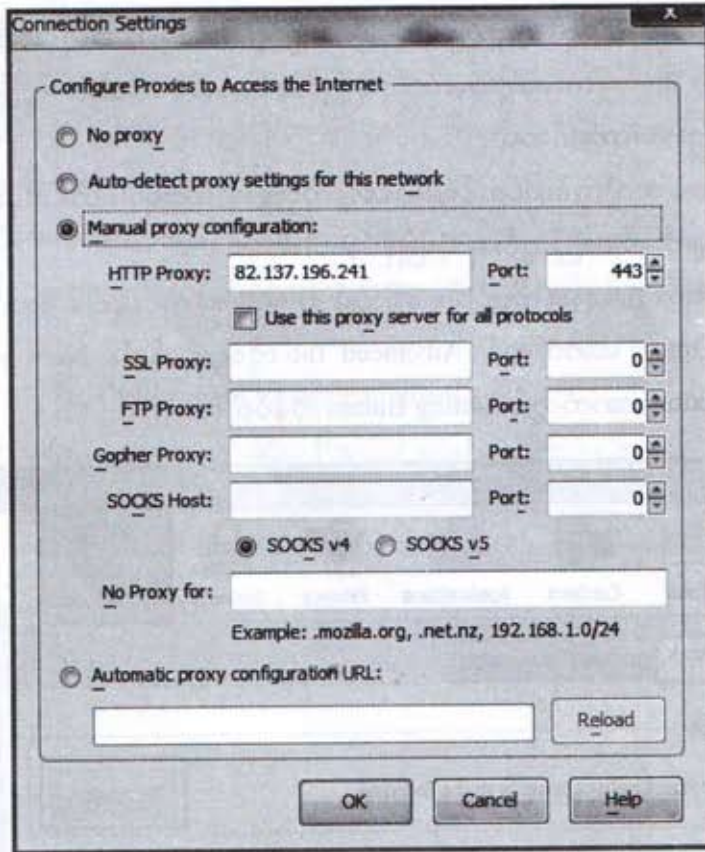 Connection Settings
X
Configure Proxies to Access the Internet
No proxy
Auto-detect proxy settings for this network
Manual proxy configuration:
HTTP Proxy: 82.137.196.241 Port: 443
Use this proxy server for all protocols
SSL Proxy: Port: 0
FTP Proxy: Port: 0
Gopher Proxy: Port: 0
SOCKS Host: Port: 0
SOCKS v4 SOCKS v5
No Proxy for:
Example: .mozilla.org, .net.nz, 192.168.1.0/24
Automatic proxy configuration URL:
Reload
OK Cancel Help